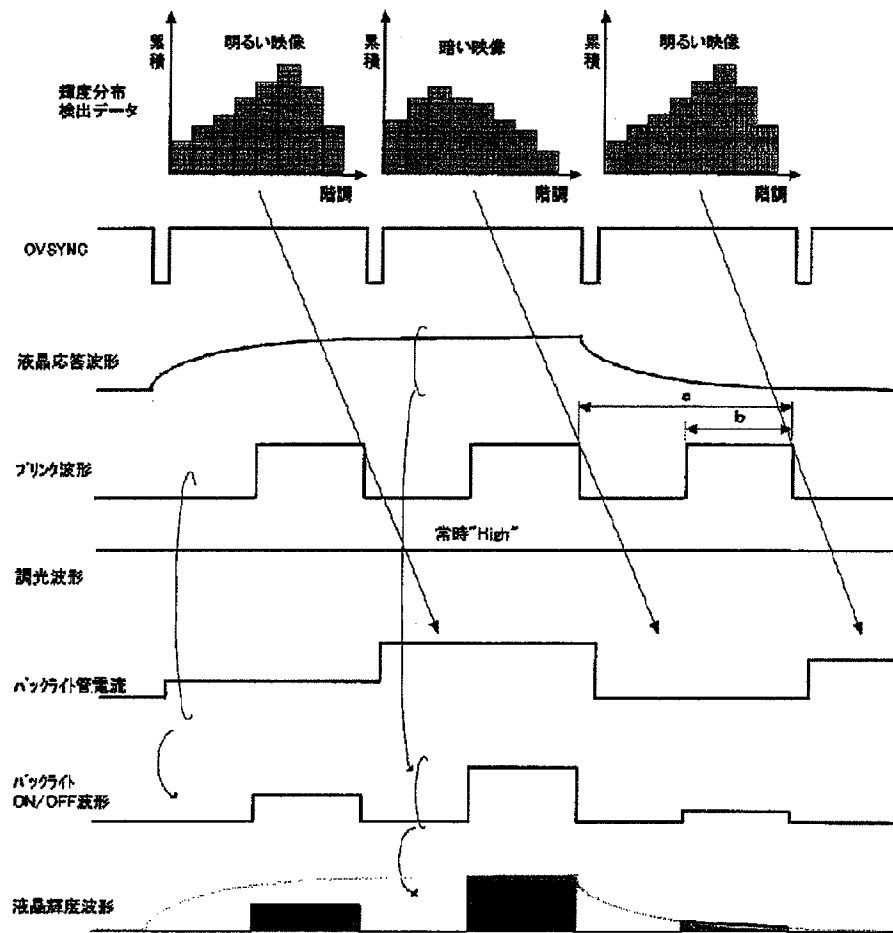 累積
明るい映像
階調
累積
暗い映像
階調
累積
明るい映像
階調
輝度分布
検出データ
OVSYNC
液晶応答波形
a
b
ブリンク波形
常時"High"
調光波形
バックライト管電流
バックライト
ON/OFF波形
液晶輝度波形